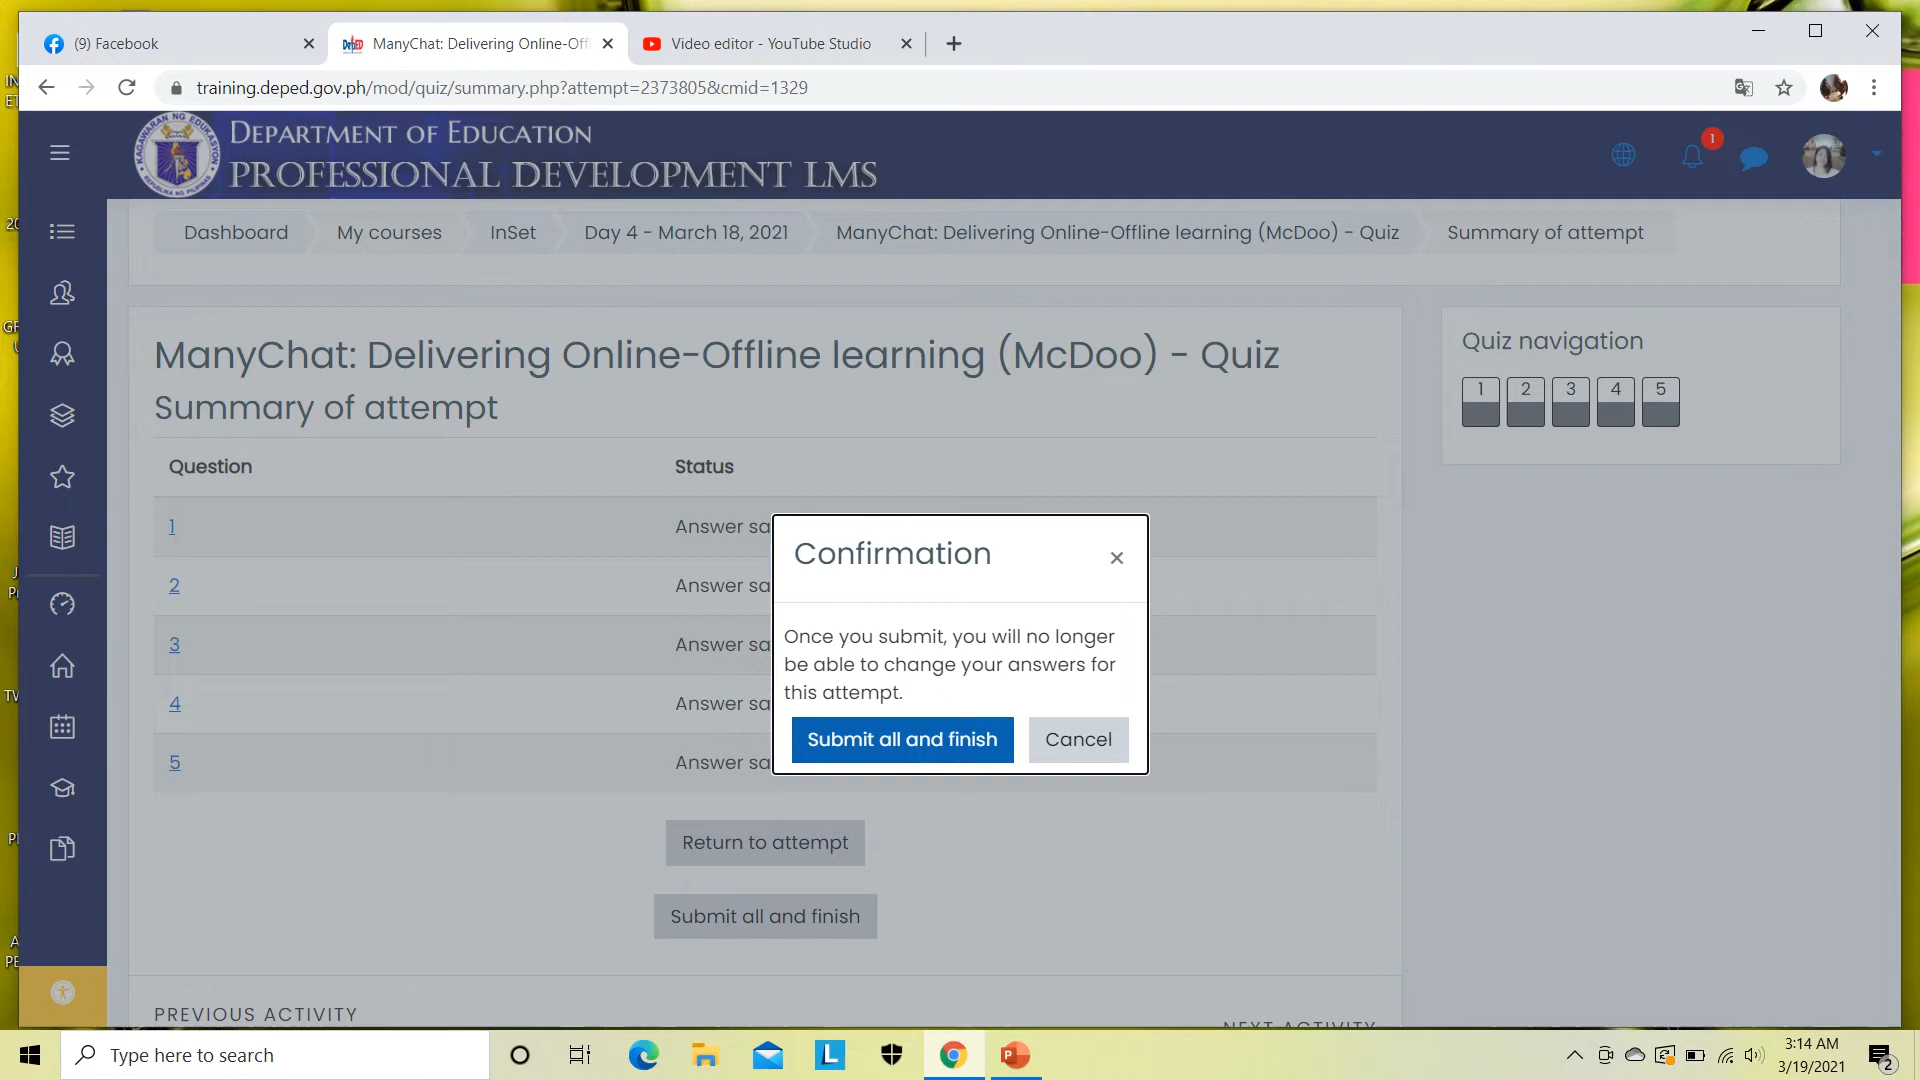 (9) Facebook
ManyChat: Delivering Online-Off
Video editor - YouTube Studio
training.deped.gov.ph/mod/quiz/summary.php?attempt=2373805&cmid=1329
DEPARTMENT OF EDUCATION
PROFESSIONAL DEVELOPMENT LMS
1
Dashboard
My courses
InSet
Day 4 - March 18, 2021
ManyChat: Delivering Online-Offline learning (McDoo) - Quiz
Summary of attempt
ManyChat: Delivering Online-Offline learning (McDoo) - Quiz
Summary of attempt
Question Status
1 Answer sa
2 Answer sa
3 Answer sa
4 Answer sa
5 Answer sa
Confirmation
Once you submit, you will no longer
be able to change your answers for
this attempt.
Submit all and finish
Cancel
Return to attempt
Submit all and finish
PREVIOUS ACTIVITY
NEXT ACTIVITY
Quiz navigation
1 2 3 4 5
Type here to search
3:14 AM
3/19/2021
2